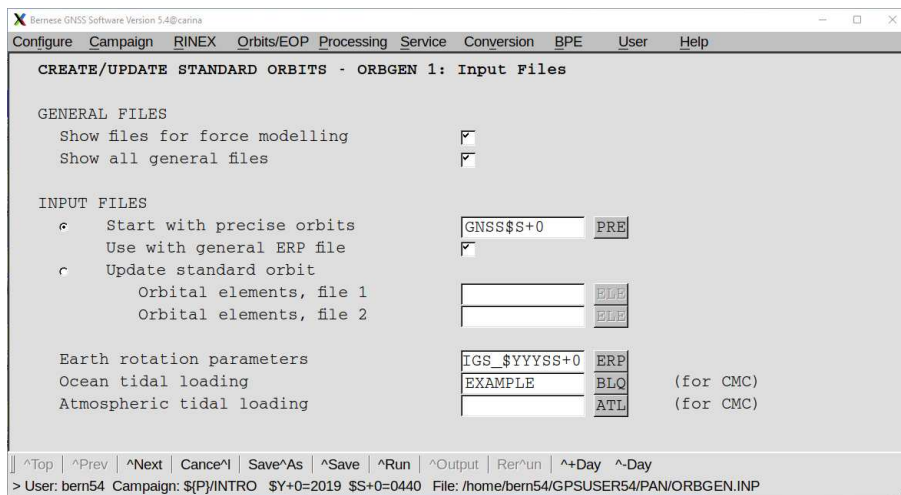 Bernese GNSS Software Version 5.4@carina
Configure Campaign RINEX Orbits/EOP Processing Service Conversion BPE User Help
CREATE/UPDATE STANDARD ORBITS - ORBGEN 1: Input Files
GENERAL FILES
Show files for force modelling
Show all general files
INPUT FILES
Start with precise orbits GNSS$S+0 PRE
Use with general ERP file
Update standard orbit
Orbital elements, file 1 ELE
Orbital elements, file 2 ELE
Earth rotation parameters IGS_$YYYSS+0 ERP
Ocean tidal loading EXAMPLE BLQ (for CMC)
Atmospheric tidal loading ATL (for CMC)
^Top | ^Prev | ^Next | Cance^l | Save^As | ^Save | ^Run | ^Output | Rer^un | ^+Day ^-Day
> User: bern54 Campaign: ${P}/INTRO $Y+0=2019 $S+0=0440 File: /home/bern54/GPSUSER54/PAN/ORBGEN.INP